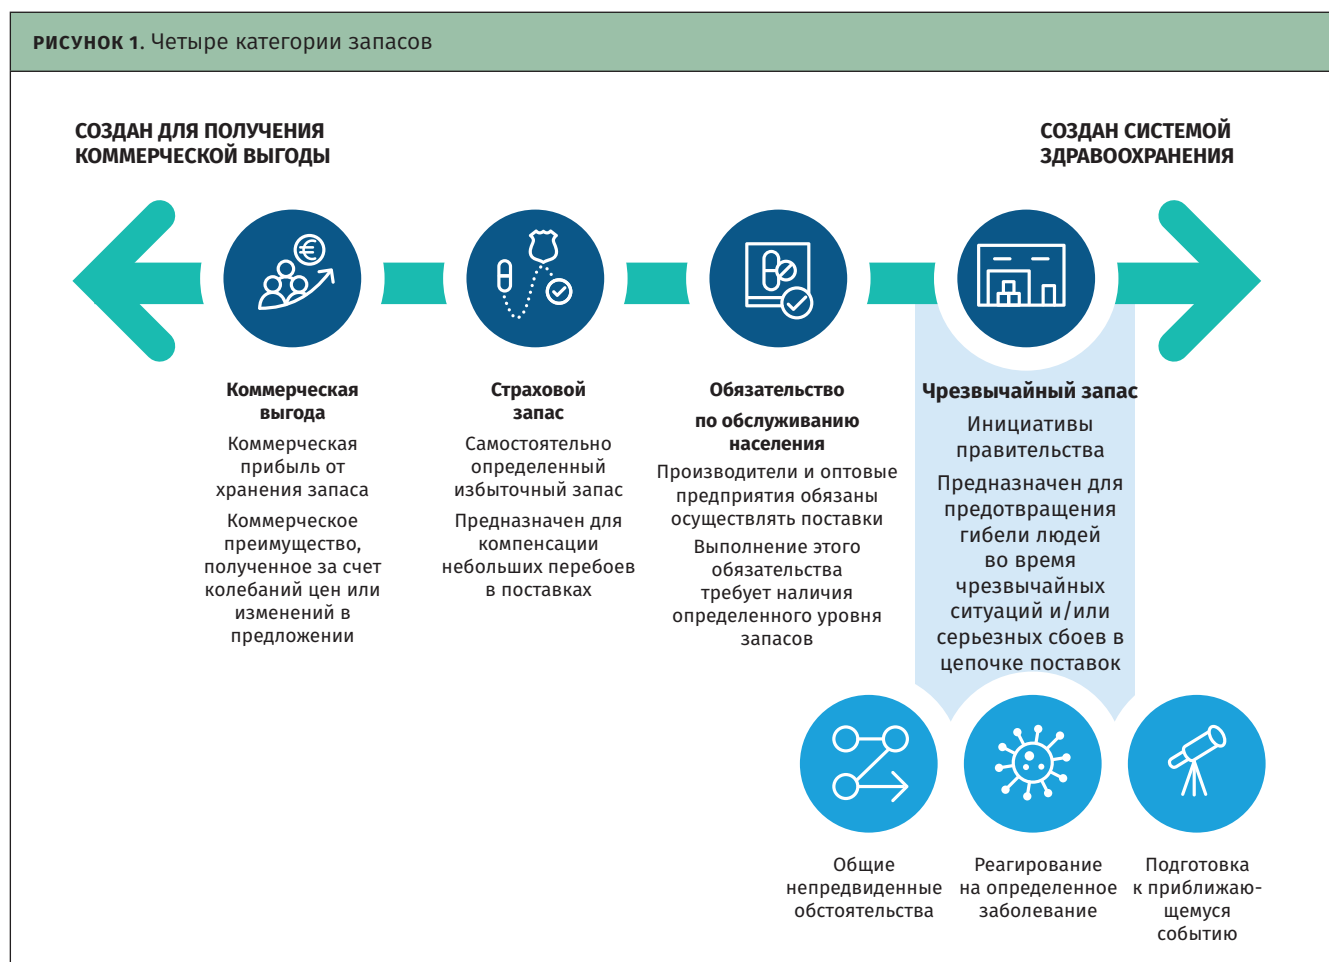 РИСУНОК 1. Четыре категории запасов
СОЗДАН ДЛЯ ПОЛУЧЕНИЯ
КОММЕРЧЕСКОЙ ВЫГОДЫ
СОЗДАН СИСТЕМОЙ
ЗДРАВООХРАНЕНИЯ
€
Коммерческая
выгода
Коммерческая
прибыль от
хранения запаса
Коммерческое
преимущество,
полученное за счет
колебаний цен или
изменений в
предложении
Страховой
запас
Самостоятельно
определенный
избыточный запас
Предназначен для
компенсации
небольших перебоев
в поставках
Обязательство
по обслуживанию
населения
Производители и оптовые
предприятия обязаны
осуществлять поставки
Выполнение этого
обязательства
требует наличия
определенного уровня
запасов
Чрезвычайный запас
Инициативы
правительства
Предназначен для
предотвращения
гибели людей
во время
чрезвычайных
ситуаций и/или
серьезных сбоев в
цепочке поставок
Общие
непредвиденные
обстоятельства
Реагирование
на определенное
заболевание
Подготовка
к приближаю-
щемуся
событию